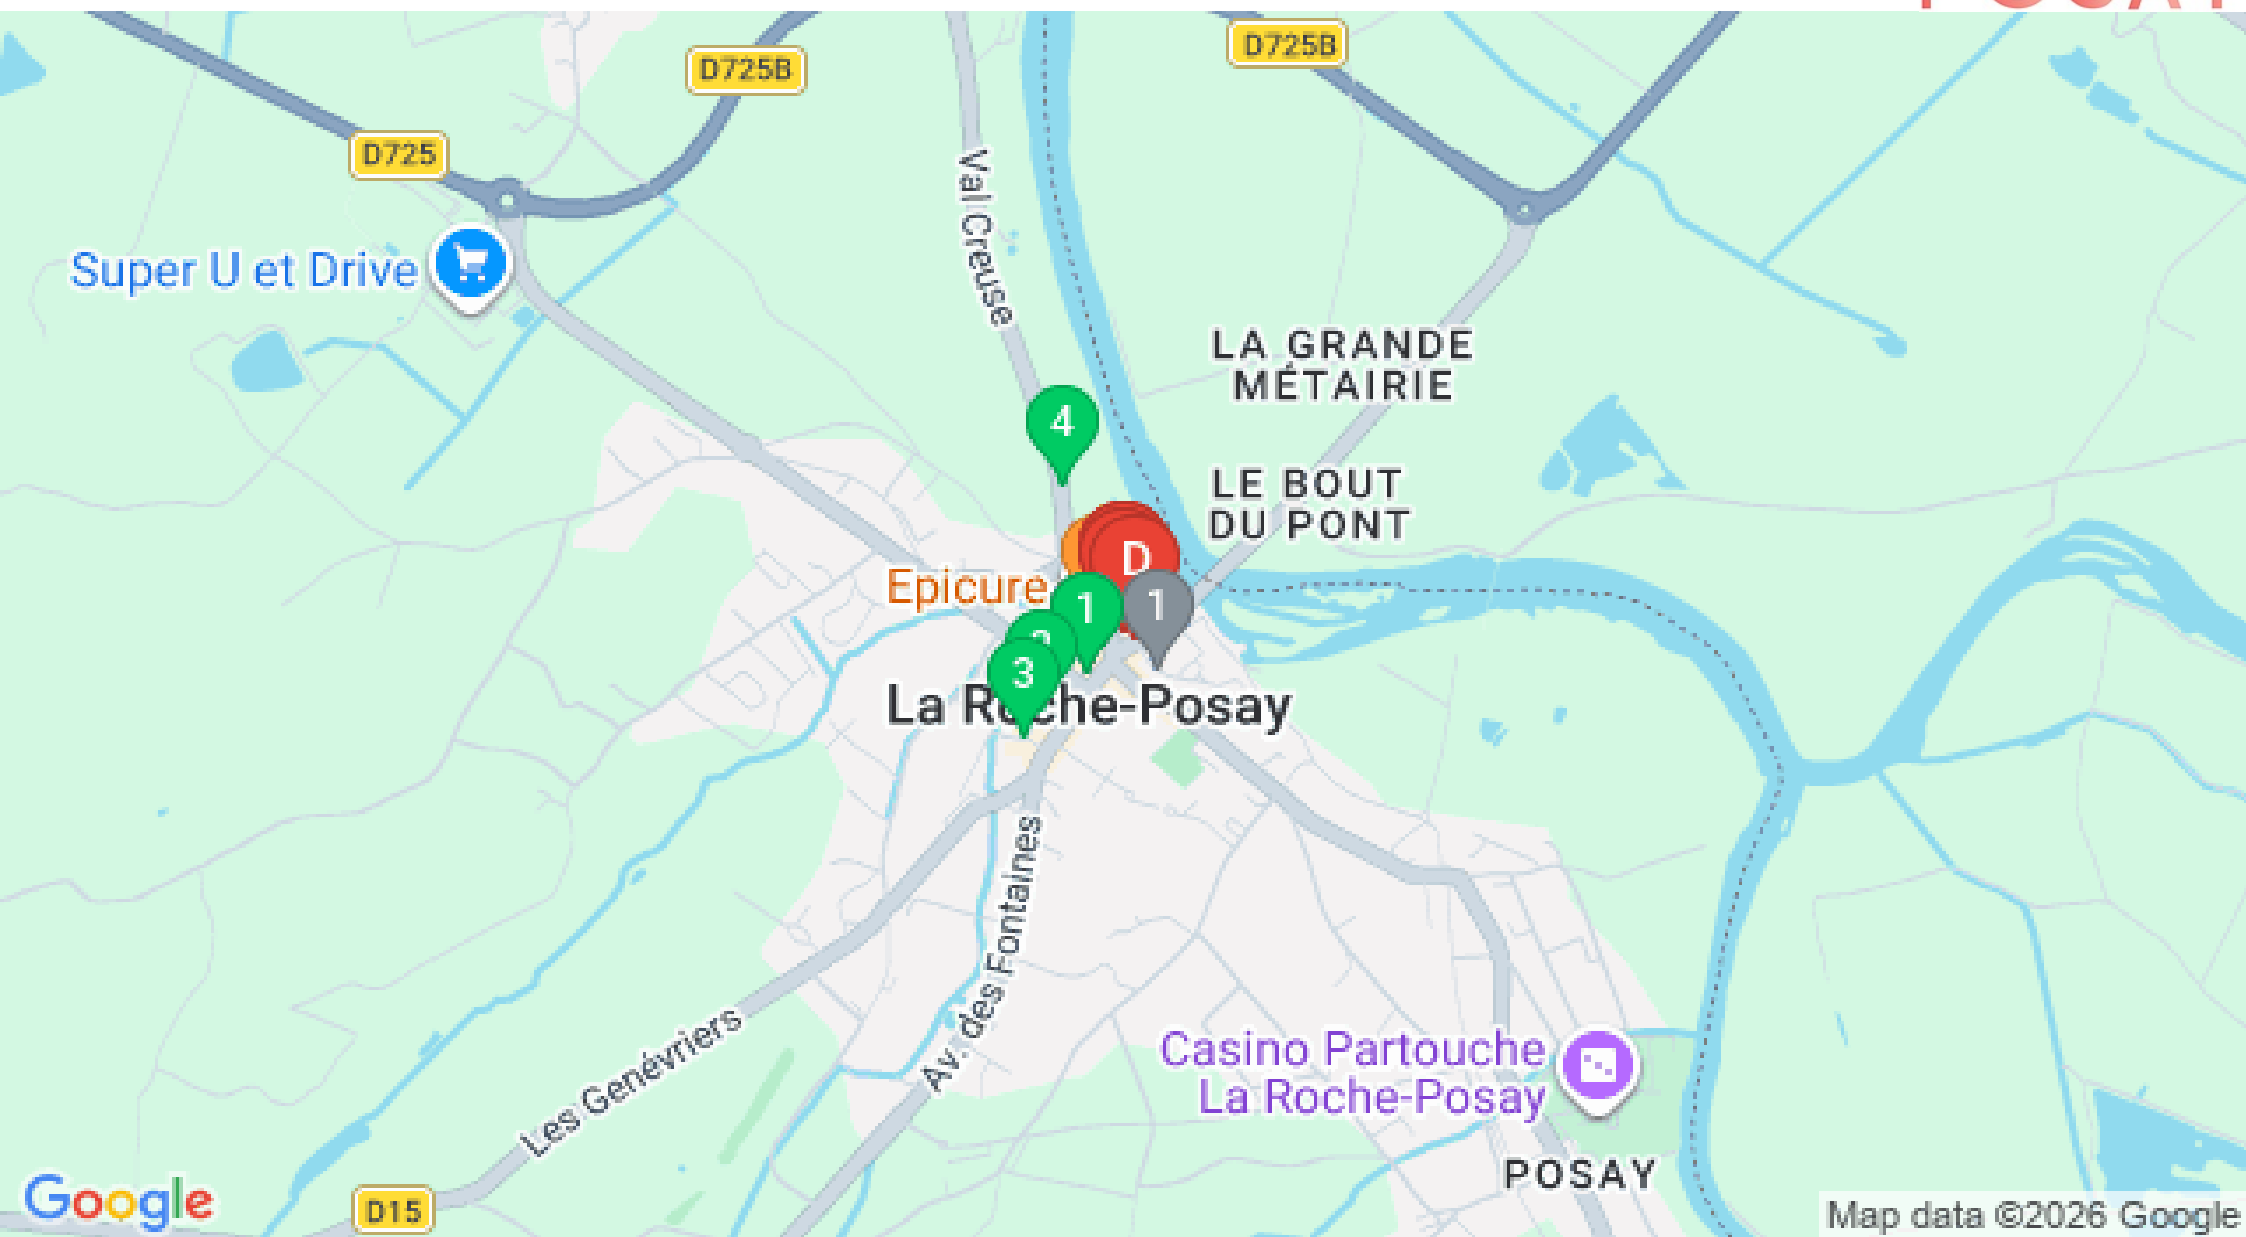 D725B
D725B
D725
Val Creuse
Super U et Drive
LA GRANDE
MÉTAIRIE
4
LE BOUT
DU PONT
D
Epicure
1
1
3
La Roche-Posay
Av. des Fontaines
Les Genévriers
Casino Partouche
La Roche-Posay
POSAY
D15
Google
Map data ©2026 Google